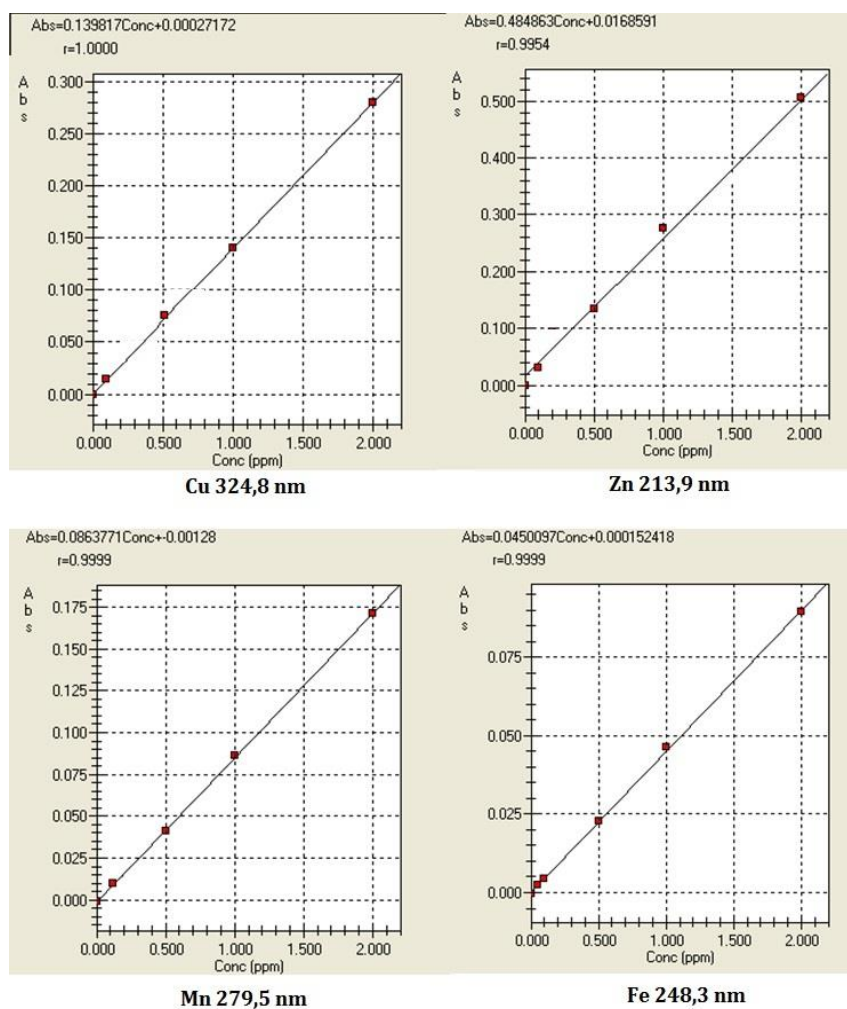 Abs=0.139817Conc+0.00027172
r=1.0000
A
b
s
0.300
0.250
0.200
0.150
0.100
0.050
0.000
0.000 0.500 1.000 1.500 2.000
Conc (ppm)
Cu 324,8 nm
Abs=0.484863Conc+0.0168591
r=0.9954
A
b
s
0.500
0.400
0.300
0.200
0.100
0.000
0.000 0.500 1.000 1.500 2.000
Conc (ppm)
Zn 213,9 nm
Abs=0.0863771Conc+-0.00128
r=0.9999
A
b
s
0.175
0.150
0.125
0.100
0.075
0.050
0.025
0.000
0.000 0.500 1.000 1.500 2.000
Conc (ppm)
Mn 279,5 nm
Abs=0.0450097Conc+0.000152418
r=0.9999
A
b
s
0.075
0.050
0.025
0.000
0.000 0.500 1.000 1.500 2.000
Conc (ppm)
Fe 248,3 nm